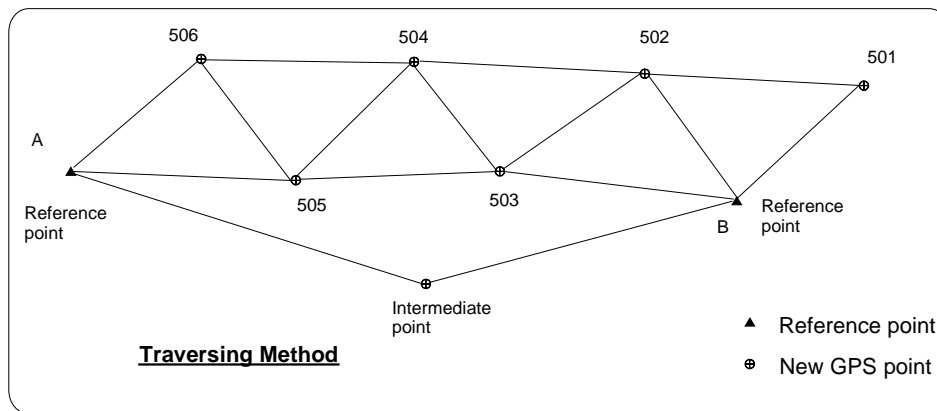 506
504
502
501
A
Reference
point
505
503
B
Reference
point
Intermediate
point
Traversing Method
Reference point
New GPS point